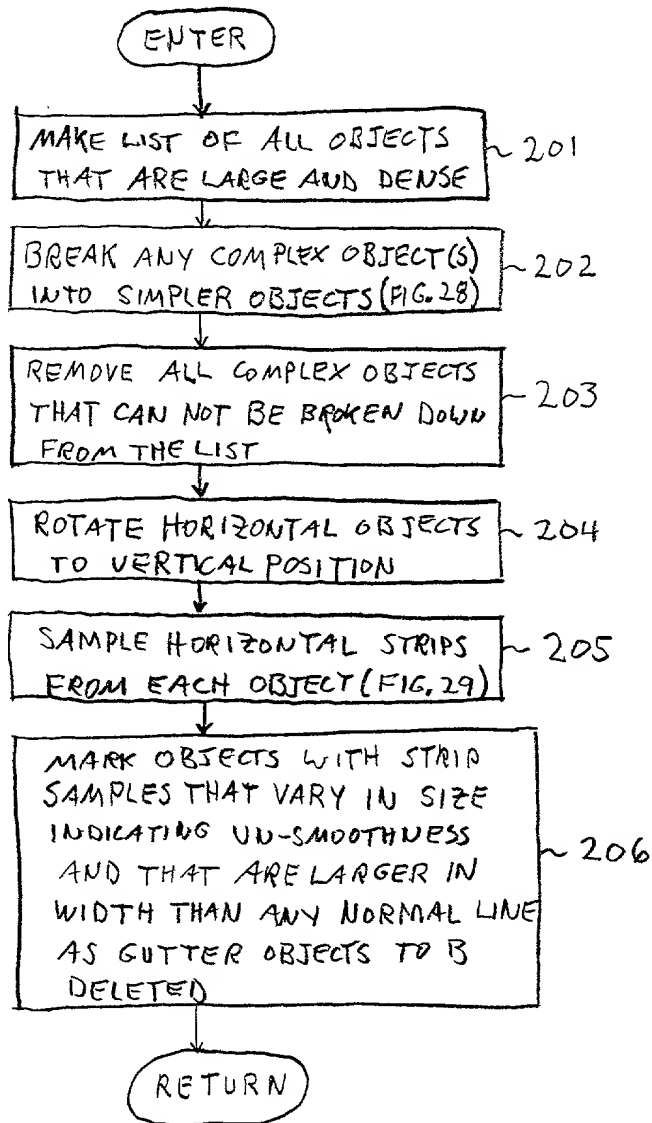 ENTER
MAKE LIST OF ALL OBJECTS
THAT ARE LARGE AND DENSE
201
BREAK ANY COMPLEX OBJECT(S)
INTO SIMPLER OBJECTS (FIG. 28)
202
REMOVE ALL COMPLEX OBJECTS
THAT CAN NOT BE BROKEN DOWN
FROM THE LIST
203
ROTATE HORIZONTAL OBJECTS
TO VERTICAL POSITION
204
SAMPLE HORIZONTAL STRIPS
FROM EACH OBJECT (FIG. 29)
205
MARK OBJECTS WITH STRIP
SAMPLES THAT VARY IN SIZE
INDICATING UN-SMOOTHNESS
AND THAT ARE LARGER IN
WIDTH THAN ANY NORMAL LINE
AS GUTTER OBJECTS TO B
DELETED
206
RETURN